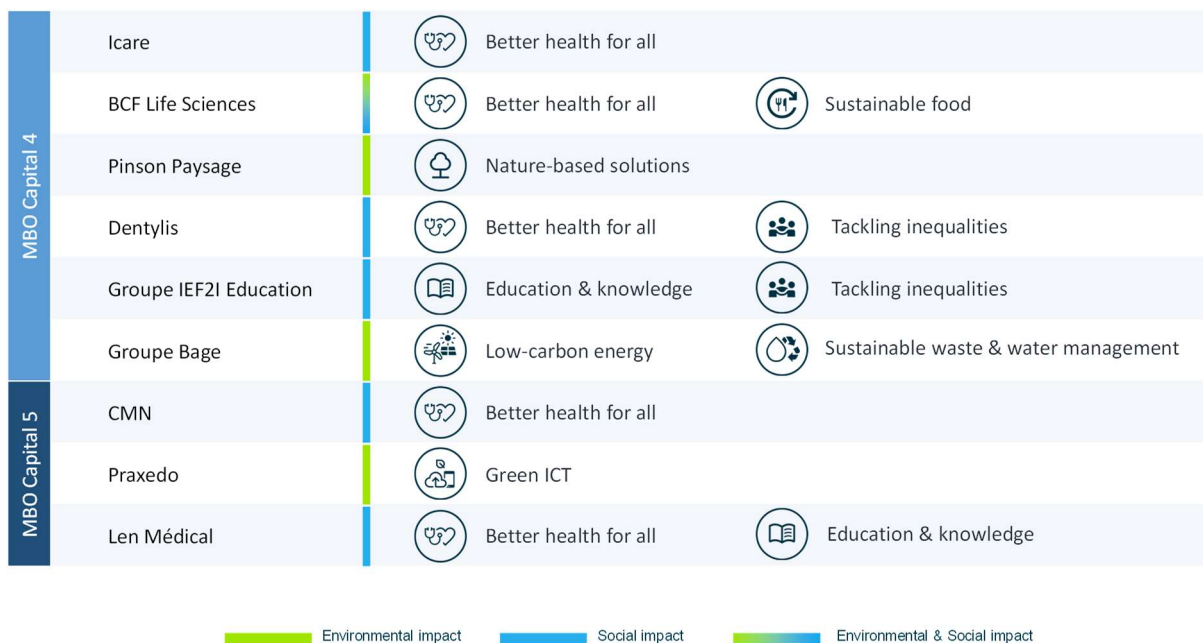 MBO Capital 4
Icare Better health for all
BCF Life Sciences Better health for all Sustainable food
Pinson Paysage Nature-based solutions
Dentylis Better health for all Tackling inequalities
Groupe IEF2I Education Education & knowledge Tackling inequalities
Groupe Bage Low-carbon energy Sustainable waste & water management
MBO Capital 5
CMN Better health for all
Praxedo Green ICT
Len Médical Better health for all Education & knowledge
Environmental impact Social impact Environmental & Social impact